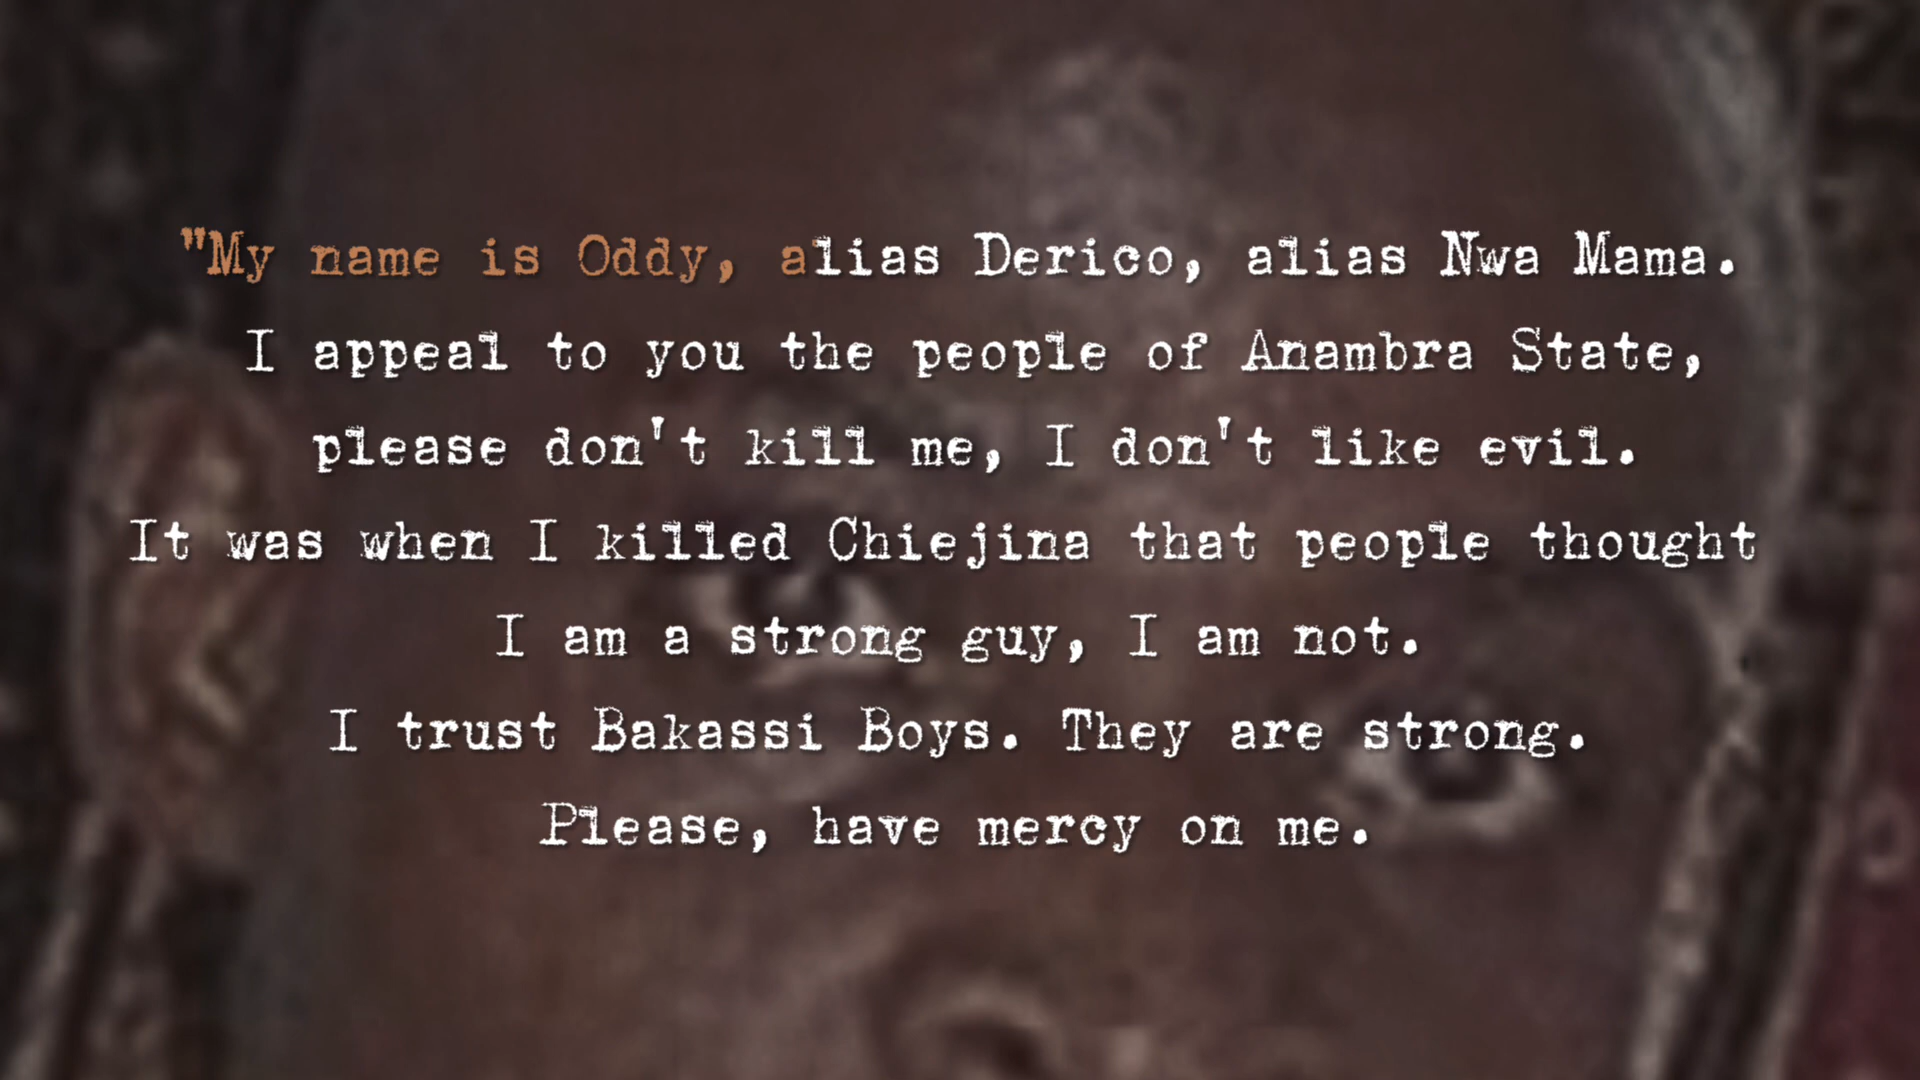 "My name is Oddy, alias Derico, alias Nwa Mama.
I appeal to you the people of Anambra State,
please don't kill me, I don't like evil.
It was when I killed Chiejina that people thought
I am a strong guy, I am not.
I trust Bakassi Boys. They are strong.
Please, have mercy on me.